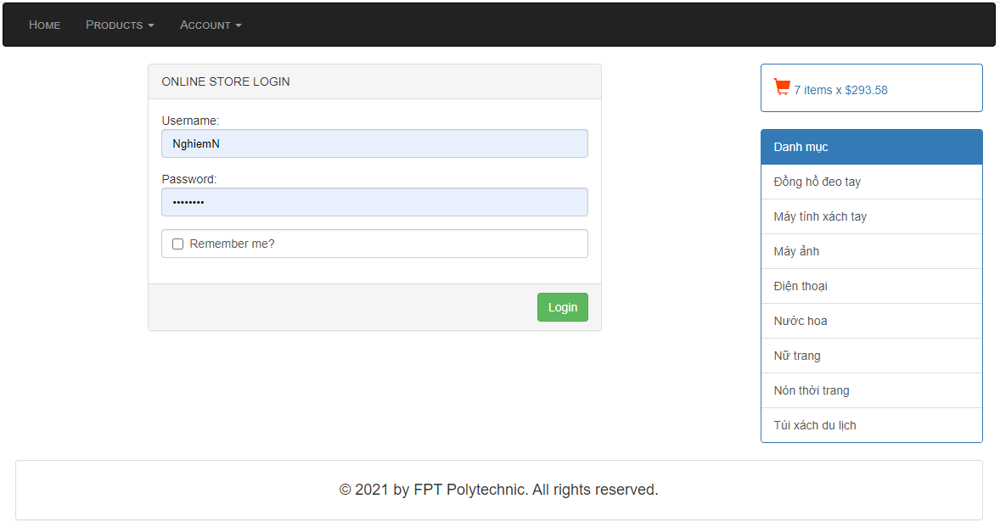 Home Products Account
ONLINE STORE LOGIN
Username:
NghiemN
Password:
••••••••
Remember me?
Login
7 items x $293.58
Danh mục
Đồng hồ đeo tay
Máy tính xách tay
Máy ảnh
Điện thoại
Nước hoa
Nữ trang
Nón thời trang
Túi xách du lịch
© 2021 by FPT Polytechnic. All rights reserved.